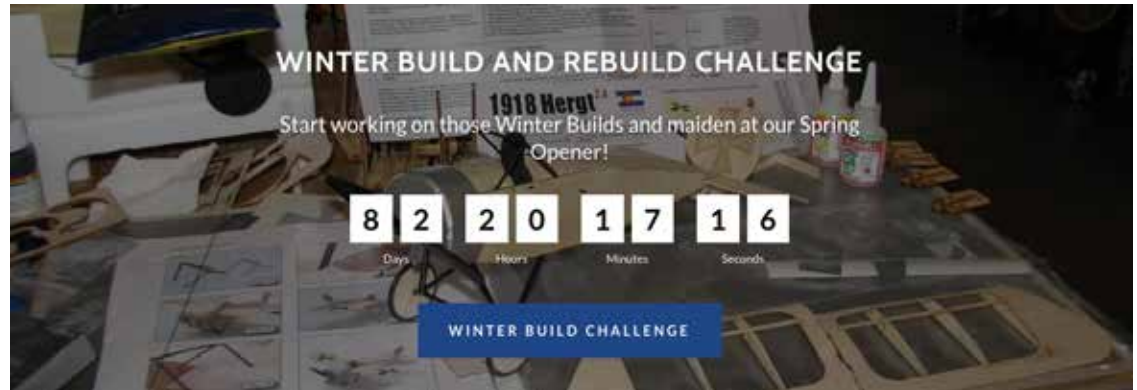 WINTER BUILD AND REBUILD CHALLENGE
1918 Hergt
Start working on those Winter Builds and maiden at our Spring
Opener!
8 2 2 0 1 7 1 6
Days Hours Minutes Seconds
WINTER BUILD CHALLENGE